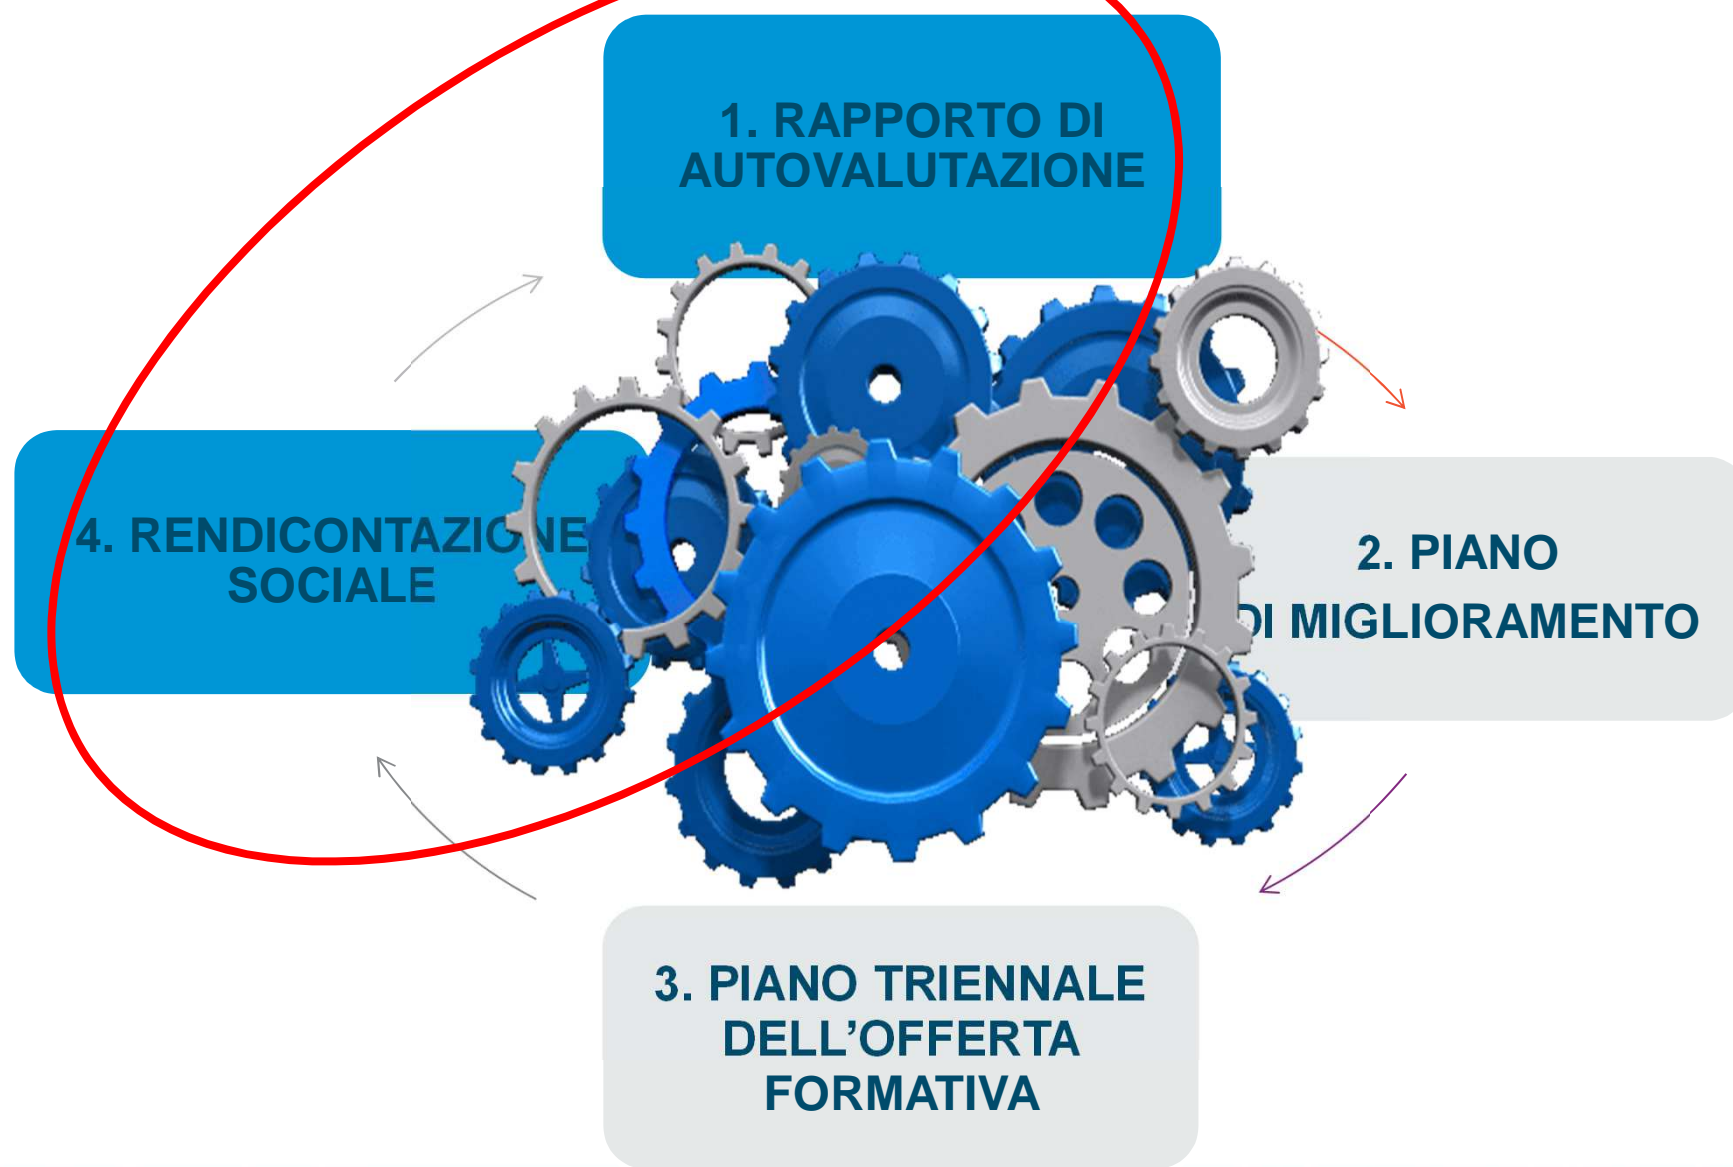 1. RAPPORTO DI
AUTOVALUTAZIONE
2. PIANO
DI MIGLIORAMENTO
3. PIANO TRIENNALE
DELL’OFFERTA
FORMATIVA
4. RENDICONTAZIONE
SOCIALE